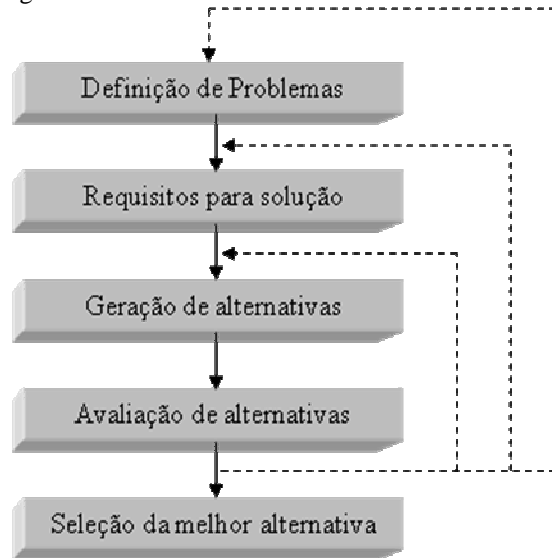 Definição de Problemas
Requisitos para solução
Geração de alternativas
Avaliação de alternativas
Seleção da melhor alternativa